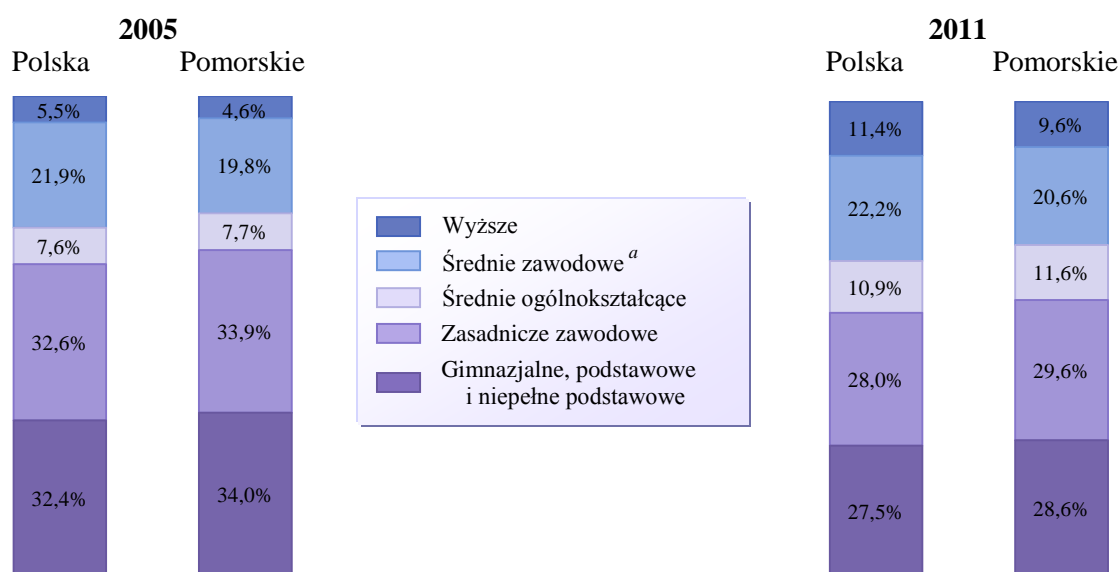 2005
Polska
Pomorskie
5,5%
21,9%
7,6%
32,6%
32,4%
4,6%
19,8%
7,7%
33,9%
34,0%
Wyższe
Średnie zawodowe a
Średnie ogólnokształcące
Zasadnicze zawodowe
Gimnazjalne, podstawowe
i niepełne podstawowe
2011
Polska
Pomorskie
11,4%
22,2%
10,9%
28,0%
27,5%
9,6%
20,6%
11,6%
29,6%
28,6%